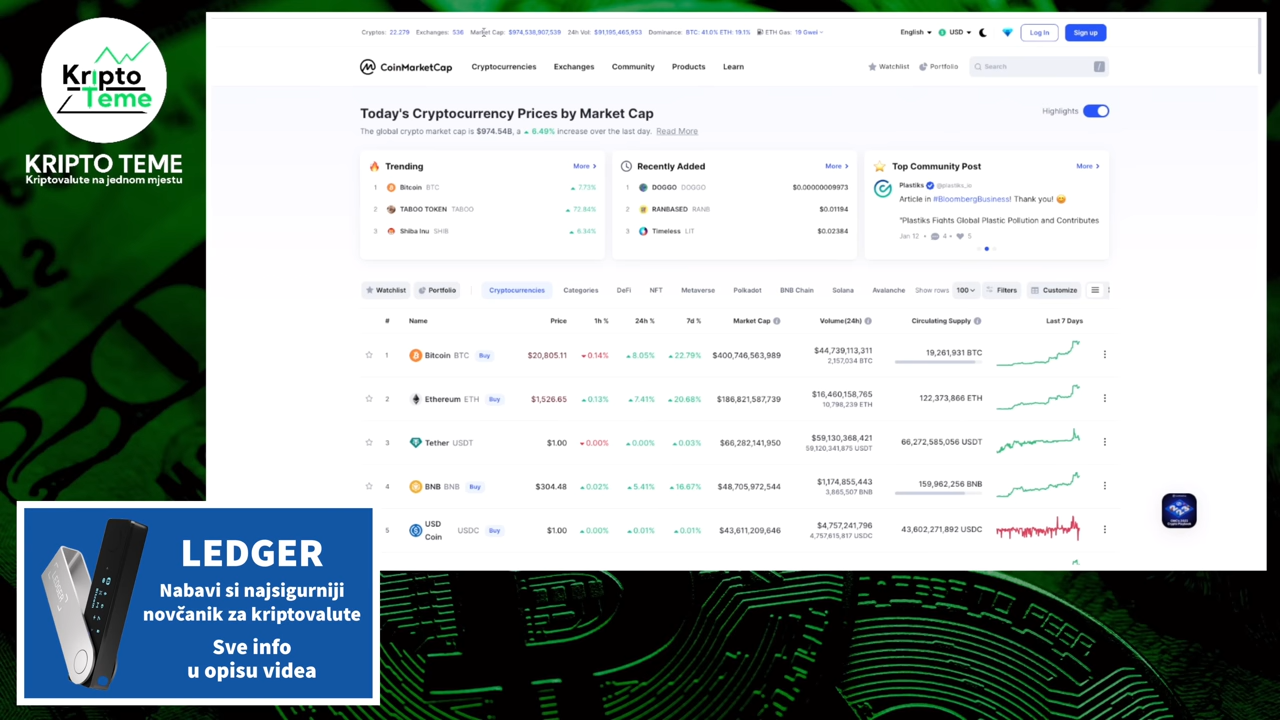 Kripto
Teme
KRIPTO TEME
Kriptovalute na jednom mjestu
Cryptos: 22,279 Exchanges: 536 Market Cap: $974,538,907,539 24h Vol: $91,195,465,953 Dominance: BTC: 41.0% ETH: 19.1% ETH Gas: 19 Gwei
English USD Log In Sign up
CoinMarketCap Cryptocurrencies Exchanges Community Products Learn
Watchlist Portfolio Search /
Today's Cryptocurrency Prices by Market Cap
Highlights
The global crypto market cap is $974.54B, a 6.49% increase over the last day. Read More
Trending More >
1 Bitcoin BTC 7.73%
2 TABOO TOKEN TABOO 72.84%
3 Shiba Inu SHIB 6.34%
Recently Added More >
1 DOGGO DOGGO $0.00000009973
2 RANBASED RANB $0.01194
3 Timeless LIT $0.02384
Top Community Post More >
Plastiks @plastiks_io
Article in #BloombergBusiness! Thank you! 😊
"Plastiks Fights Global Plastic Pollution and Contributes
Jan 12 • 4 • 5
Watchlist Portfolio Cryptocurrencies Categories DeFi NFT Metaverse Polkadot BNB Chain Solana Avalanche Show rows 100 Filters Customize
# Name Price 1h % 24h % 7d % Market Cap Volume(24h) Circulating Supply Last 7 Days
1 Bitcoin BTC Buy $20,805.11 0.14% 8.05% 22.79% $400,746,563,989 $44,739,113,311 19,261,931 BTC
2,157,034 BTC
2 Ethereum ETH Buy $1,526.65 0.13% 7.41% 20.68% $186,821,587,739 $16,460,158,765 122,373,866 ETH
10,798,239 ETH
3 Tether USDT $1.00 0.00% 0.00% 0.03% $66,282,141,950 $59,130,368,421 66,272,585,056 USDT
59,120,341,875 USDT
4 BNB BNB Buy $304.48 0.02% 5.41% 16.67% $48,705,972,544 $1,174,855,443 159,962,256 BNB
3,865,507 BNB
5 USD Coin USDC Buy $1.00 0.00% 0.01% 0.01% $43,611,209,646 $4,757,241,796 43,602,271,892 USDC
4,757,615,817 USDC
LEDGER
Nabavi si najsigurniji
novčanik za kriptovalute
Sve info
u opisu videa